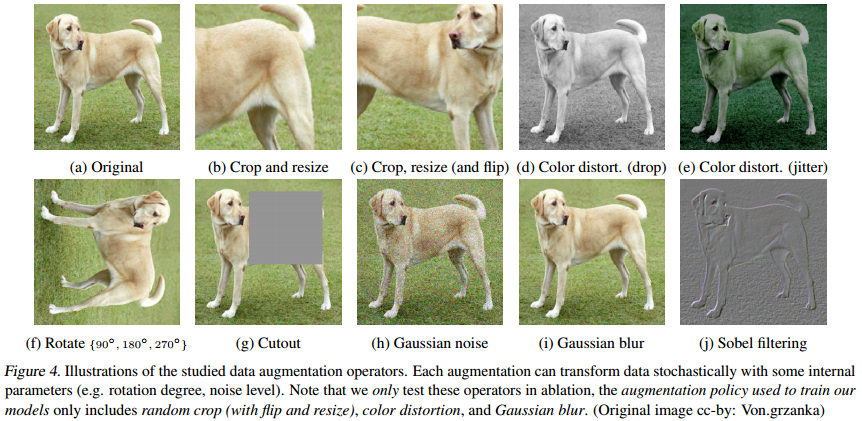 (a) Original
(b) Crop and resize
(c) Crop, resize (and flip)
(d) Color distort. (drop)
(e) Color distort. (jitter)
(f) Rotate {90°, 180°, 270°}
(g) Cutout
(h) Gaussian noise
(i) Gaussian blur
(j) Sobel filtering
Figure 4. Illustrations of the studied data augmentation operators. Each augmentation can transform data stochastically with some internal
parameters (e.g. rotation degree, noise level). Note that we only test these operators in ablation, the augmentation policy used to train our
models only includes random crop (with flip and resize), color distortion, and Gaussian blur. (Original image cc-by: Von.grzanka)